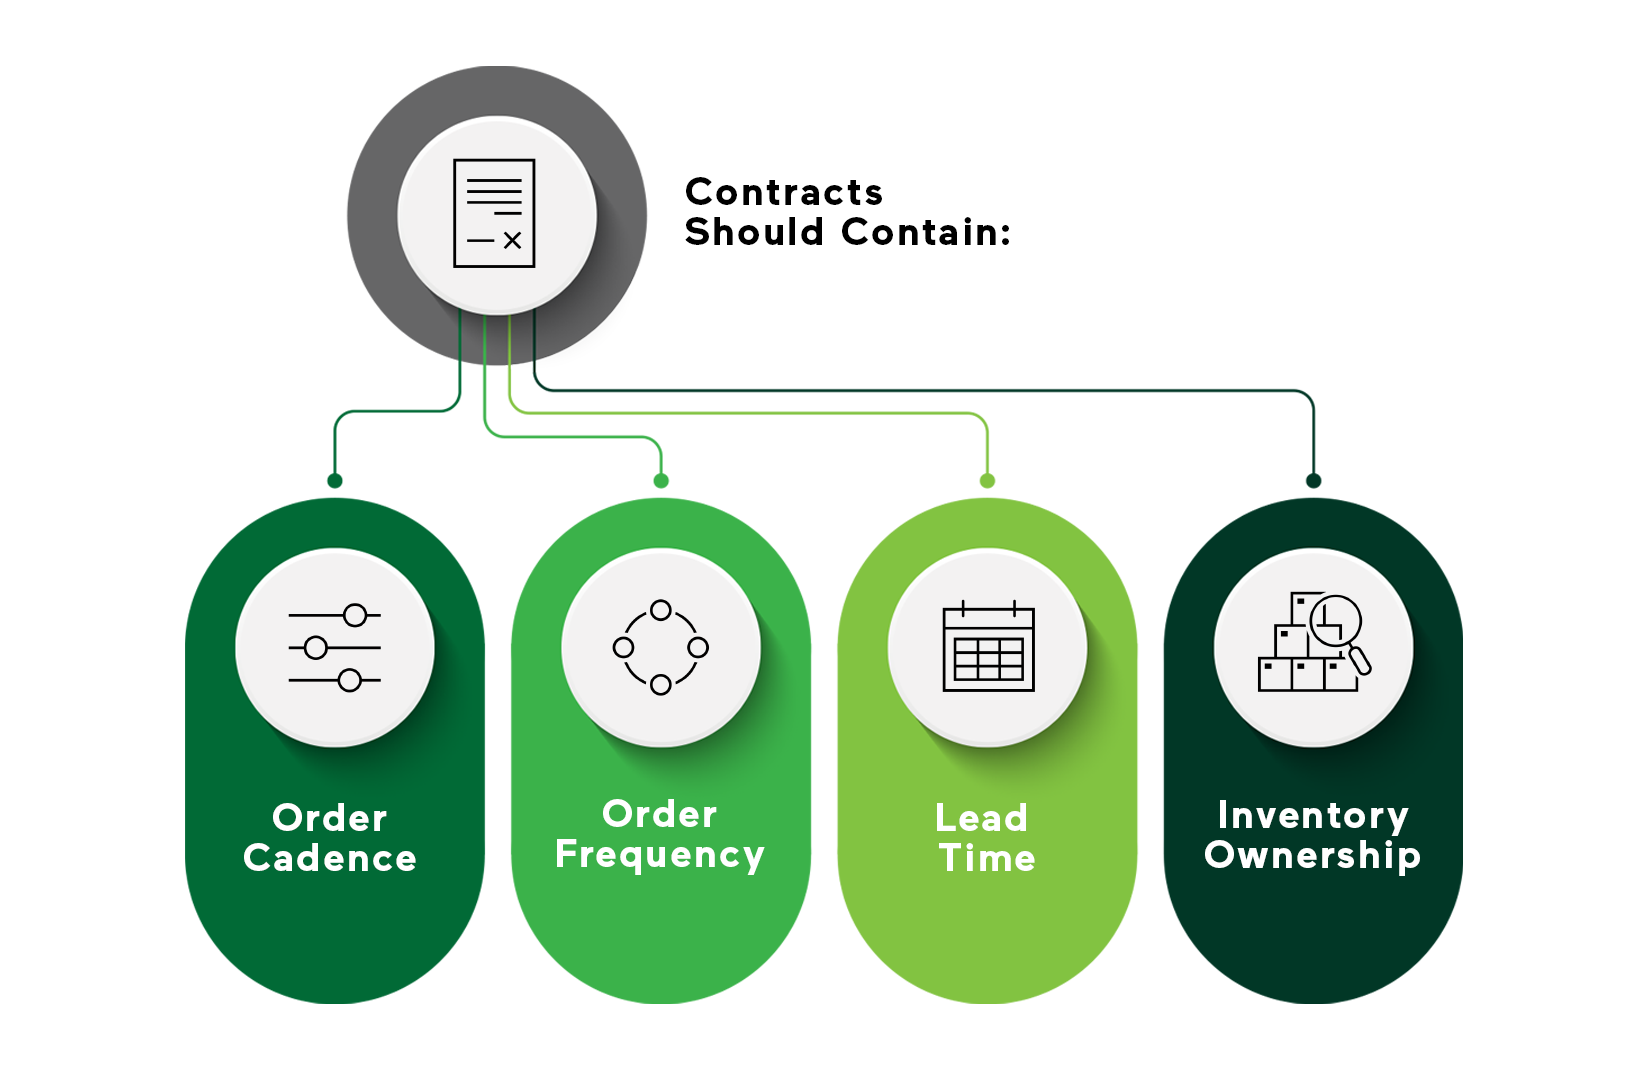 Contracts
Should Contain:
Order
Cadence
Order
Frequency
Lead
Time
Inventory
Ownership